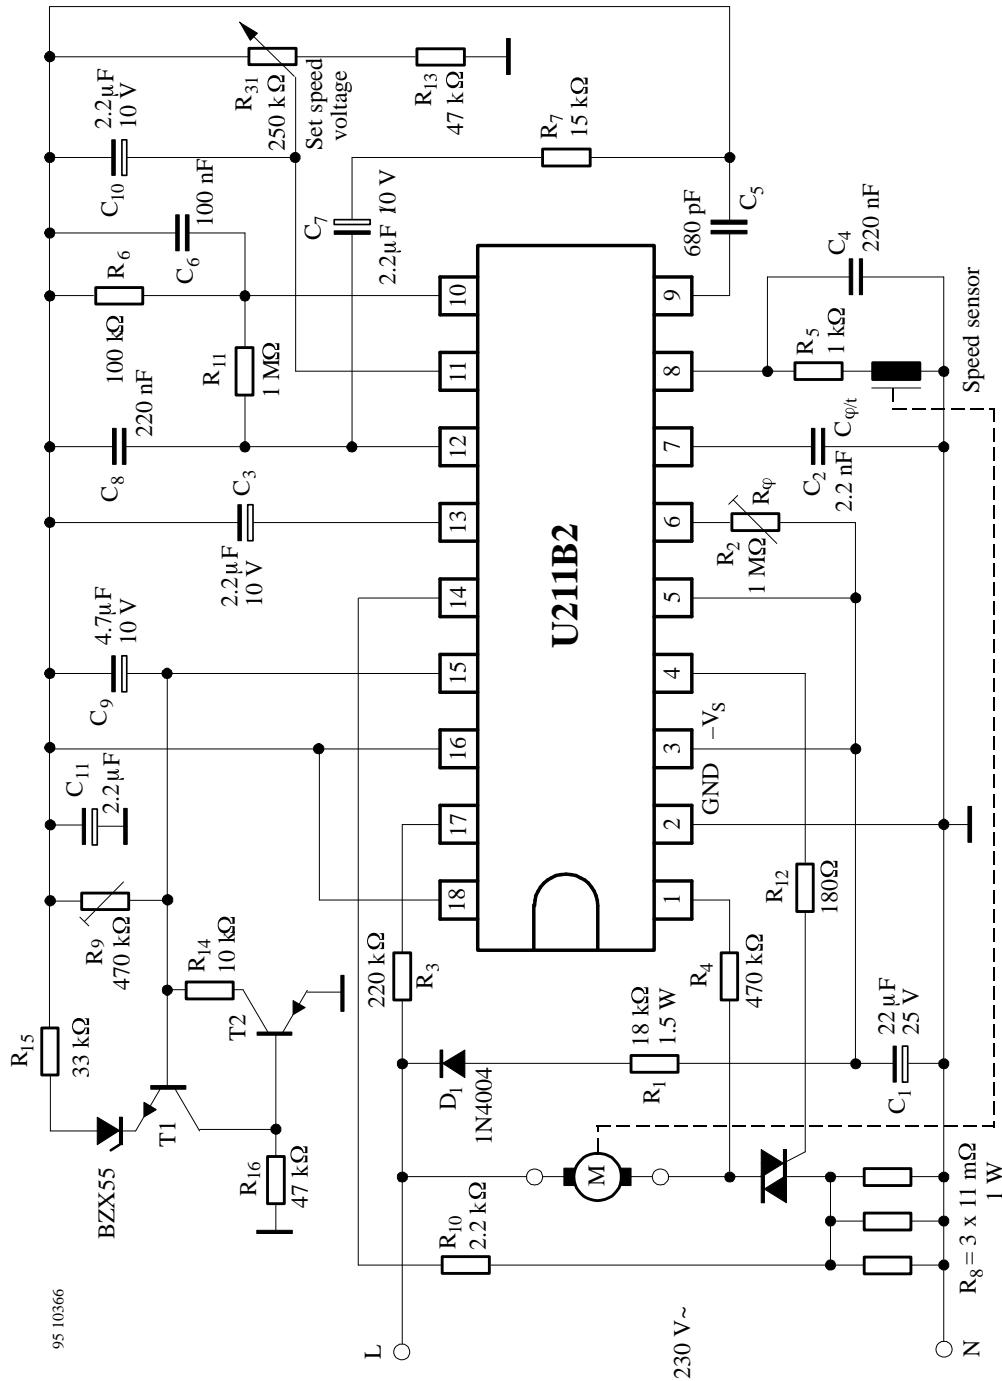 95 10366
L
N
230 V~
BZX55
T1
T2
R15
33 kΩ
R16
47 kΩ
R14
10 kΩ
R9
470 kΩ
C11
2.2μF
C9
4.7μF
10 V
C3
2.2μF
10 V
C8
220 nF
R6
100 kΩ
R11
1 MΩ
C6
100 nF
C10
2.2μF
10 V
R31
250 kΩ
Set speed
voltage
R13
47 kΩ
C7
2.2μF 10 V
R7
15 kΩ
C5
680 pF
R10
2.2 kΩ
D1
1N4004
R3
220 kΩ
R1
18 kΩ
1.5 W
R4
470 kΩ
M
U211B2
18
17
16
15
14
13
12
11
10
1
2
3
4
5
6
7
8
9
GND
–VS
R12
180Ω
C1
22 μF
25 V
R2
1 MΩ
Rφ
C2
2.2 nF
Cφ/t
R5
1 kΩ
C4
220 nF
Speed sensor
R8 = 3 x 11 mΩ
1 W